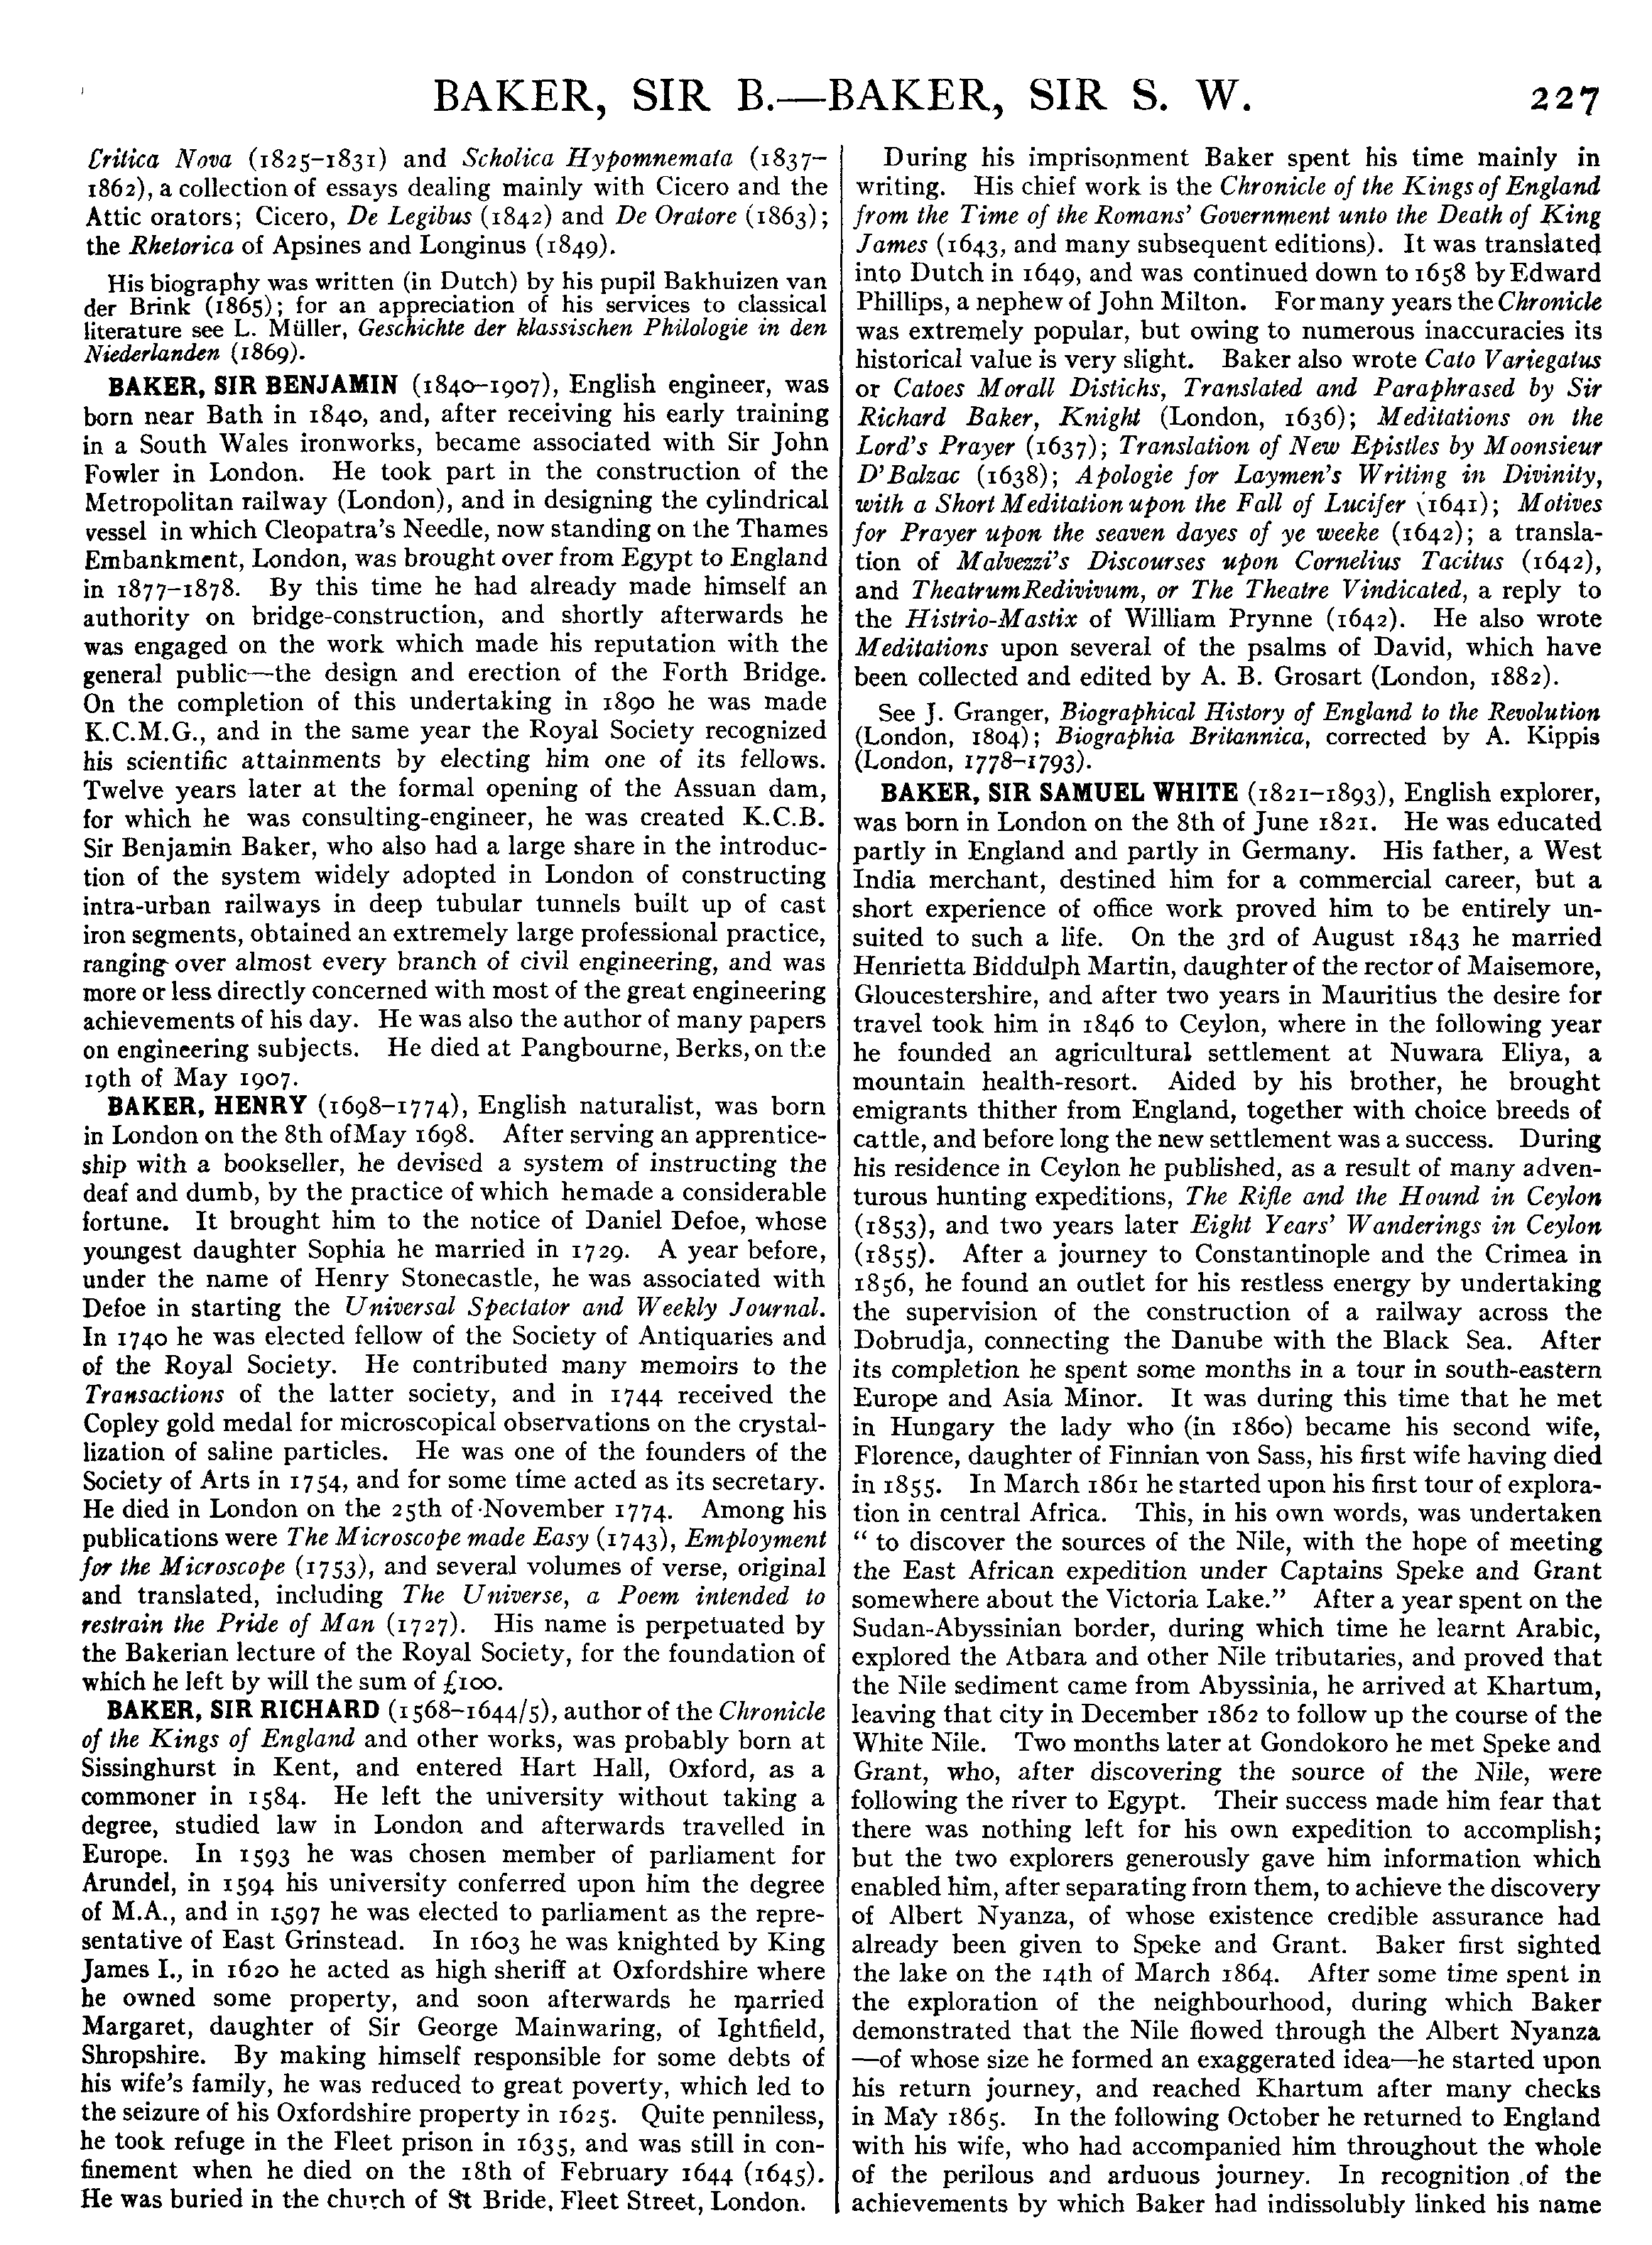 BAKER, SIR B.—BAKER, SIR S. W. 227
Critica Nova (1825–1831) and Scholica Hypomnemata (1837–
1862), a collection of essays dealing mainly with Cicero and the
Attic orators; Cicero, De Legibus (1842) and De Oratore (1863);
the Rhetorica of Apsines and Longinus (1849).
His biography was written (in Dutch) by his pupil Bakhuizen van
der Brink (1865); for an appreciation of his services to classical
literature see L. Müller, Geschichte der klassischen Philologie in den
Niederlanden (1869).
BAKER, SIR BENJAMIN (1840–1907), English engineer, was
born near Bath in 1840, and, after receiving his early training
in a South Wales ironworks, became associated with Sir John
Fowler in London. He took part in the construction of the
Metropolitan railway (London), and in designing the cylindrical
vessel in which Cleopatra's Needle, now standing on the Thames
Embankment, London, was brought over from Egypt to England
in 1877–1878. By this time he had already made himself an
authority on bridge-construction, and shortly afterwards he
was engaged on the work which made his reputation with the
general public—the design and erection of the Forth Bridge.
On the completion of this undertaking in 1890 he was made
K.C.M.G., and in the same year the Royal Society recognized
his scientific attainments by electing him one of its fellows.
Twelve years later at the formal opening of the Assuan dam,
for which he was consulting-engineer, he was created K.C.B.
Sir Benjamin Baker, who also had a large share in the introduc-
tion of the system widely adopted in London of constructing
intra-urban railways in deep tubular tunnels built up of cast
iron segments, obtained an extremely large professional practice,
ranging over almost every branch of civil engineering, and was
more or less directly concerned with most of the great engineering
achievements of his day. He was also the author of many papers
on engineering subjects. He died at Pangbourne, Berks, on the
19th of May 1907.
BAKER, HENRY (1698–1774), English naturalist, was born
in London on the 8th of May 1698. After serving an apprentice-
ship with a bookseller, he devised a system of instructing the
deaf and dumb, by the practice of which he made a considerable
fortune. It brought him to the notice of Daniel Defoe, whose
youngest daughter Sophia he married in 1729. A year before,
under the name of Henry Stonecastle, he was associated with
Defoe in starting the Universal Spectator and Weekly Journal.
In 1740 he was elected fellow of the Society of Antiquaries and
of the Royal Society. He contributed many memoirs to the
Transactions of the latter society, and in 1744 received the
Copley gold medal for microscopical observations on the crystal-
lization of saline particles. He was one of the founders of the
Society of Arts in 1754, and for some time acted as its secretary.
He died in London on the 25th of November 1774. Among his
publications were The Microscope made Easy (1743), Employment
for the Microscope (1753), and several volumes of verse, original
and translated, including The Universe, a Poem intended to
restrain the Pride of Man (1727). His name is perpetuated by
the Bakerian lecture of the Royal Society, for the foundation of
which he left by will the sum of £100.
BAKER, SIR RICHARD (1568–1644/5), author of the Chronicle
of the Kings of England and other works, was probably born at
Sissinghurst in Kent, and entered Hart Hall, Oxford, as a
commoner in 1584. He left the university without taking a
degree, studied law in London and afterwards travelled in
Europe. In 1593 he was chosen member of parliament for
Arundel, in 1594 his university conferred upon him the degree
of M.A., and in 1597 he was elected to parliament as the repre-
sentative of East Grinstead. In 1603 he was knighted by King
James I., in 1620 he acted as high sheriff at Oxfordshire where
he owned some property, and soon afterwards he married
Margaret, daughter of Sir George Mainwaring, of Ightfield,
Shropshire. By making himself responsible for some debts of
his wife's family, he was reduced to great poverty, which led to
the seizure of his Oxfordshire property in 1625. Quite penniless,
he took refuge in the Fleet prison in 1635, and was still in con-
finement when he died on the 18th of February 1644 (1645).
He was buried in the church of St Bride, Fleet Street, London.
During his imprisonment Baker spent his time mainly in
writing. His chief work is the Chronicle of the Kings of England
from the Time of the Romans' Government unto the Death of King
James (1643, and many subsequent editions). It was translated
into Dutch in 1649, and was continued down to 1658 by Edward
Phillips, a nephew of John Milton. For many years the Chronicle
was extremely popular, but owing to numerous inaccuracies its
historical value is very slight. Baker also wrote Cato Variegatus
or Catoes Morall Distichs, Translated and Paraphrased by Sir
Richard Baker, Knight (London, 1636); Meditations on the
Lord's Prayer (1637); Translation of New Epistles by Moonsieur
D'Balzac (1638); Apologie for Laymen's Writing in Divinity,
with a Short Meditation upon the Fall of Lucifer (1641); Motives
for Prayer upon the seaven dayes of ye weeke (1642); a transla-
tion of Malvezzi's Discourses upon Cornelius Tacitus (1642),
and Theatrum Redivivum, or The Theatre Vindicated, a reply to
the Histrio-Mastix of William Prynne (1642). He also wrote
Meditations upon several of the psalms of David, which have
been collected and edited by A. B. Grosart (London, 1882).
See J. Granger, Biographical History of England to the Revolution
(London, 1804); Biographia Britannica, corrected by A. Kippis
(London, 1778–1793).
BAKER, SIR SAMUEL WHITE (1821–1893), English explorer,
was born in London on the 8th of June 1821. He was educated
partly in England and partly in Germany. His father, a West
India merchant, destined him for a commercial career, but a
short experience of office work proved him to be entirely un-
suited to such a life. On the 3rd of August 1843 he married
Henrietta Biddulph Martin, daughter of the rector of Maisemore,
Gloucestershire, and after two years in Mauritius the desire for
travel took him in 1846 to Ceylon, where in the following year
he founded an agricultural settlement at Nuwara Eliya, a
mountain health-resort. Aided by his brother, he brought
emigrants thither from England, together with choice breeds of
cattle, and before long the new settlement was a success. During
his residence in Ceylon he published, as a result of many adven-
turous hunting expeditions, The Rifle and the Hound in Ceylon
(1853), and two years later Eight Years' Wanderings in Ceylon
(1855). After a journey to Constantinople and the Crimea in
1856, he found an outlet for his restless energy by undertaking
the supervision of the construction of a railway across the
Dobrudja, connecting the Danube with the Black Sea. After
its completion he spent some months in a tour in south-eastern
Europe and Asia Minor. It was during this time that he met
in Hungary the lady who (in 1860) became his second wife,
Florence, daughter of Finnian von Sass, his first wife having died
in 1855. In March 1861 he started upon his first tour of explora-
tion in central Africa. This, in his own words, was undertaken
“ to discover the sources of the Nile, with the hope of meeting
the East African expedition under Captains Speke and Grant
somewhere about the Victoria Lake.” After a year spent on the
Sudan-Abyssinian border, during which time he learnt Arabic,
explored the Atbara and other Nile tributaries, and proved that
the Nile sediment came from Abyssinia, he arrived at Khartum,
leaving that city in December 1862 to follow up the course of the
White Nile. Two months later at Gondokoro he met Speke and
Grant, who, after discovering the source of the Nile, were
following the river to Egypt. Their success made him fear that
there was nothing left for his own expedition to accomplish;
but the two explorers generously gave him information which
enabled him, after separating from them, to achieve the discovery
of Albert Nyanza, of whose existence credible assurance had
already been given to Speke and Grant. Baker first sighted
the lake on the 14th of March 1864. After some time spent in
the exploration of the neighbourhood, during which Baker
demonstrated that the Nile flowed through the Albert Nyanza
—of whose size he formed an exaggerated idea—he started upon
his return journey, and reached Khartum after many checks
in May 1865. In the following October he returned to England
with his wife, who had accompanied him throughout the whole
of the perilous and arduous journey. In recognition of the
achievements by which Baker had indissolubly linked his name